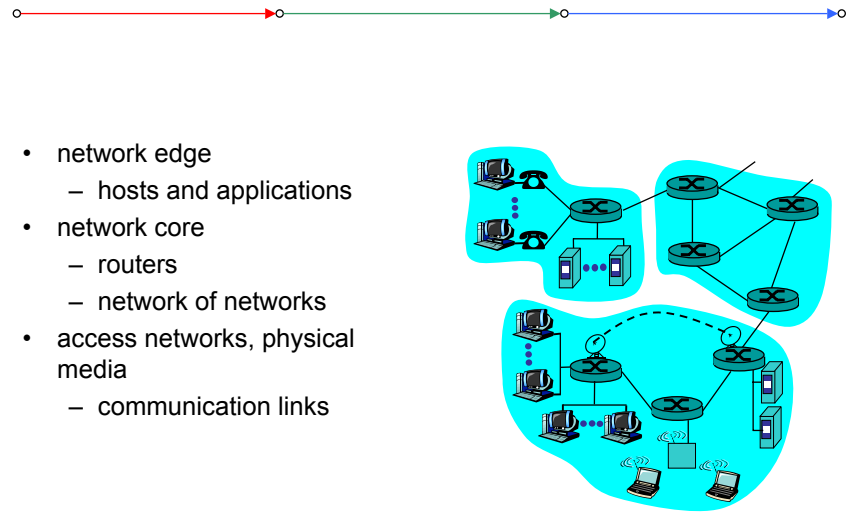 • network edge
– hosts and applications
• network core
– routers
– network of networks
• access networks, physical
media
– communication links